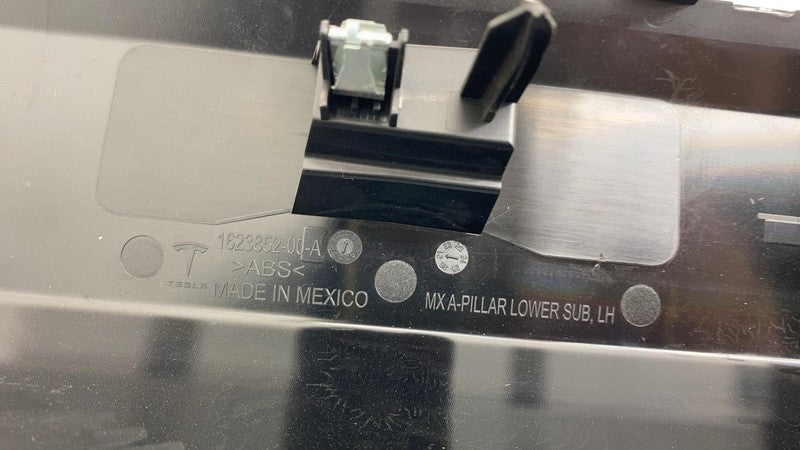 1623852-00-A
>ABS<
TESLA
MADE IN MEXICO
MX A-PILLAR LOWER SUB, LH